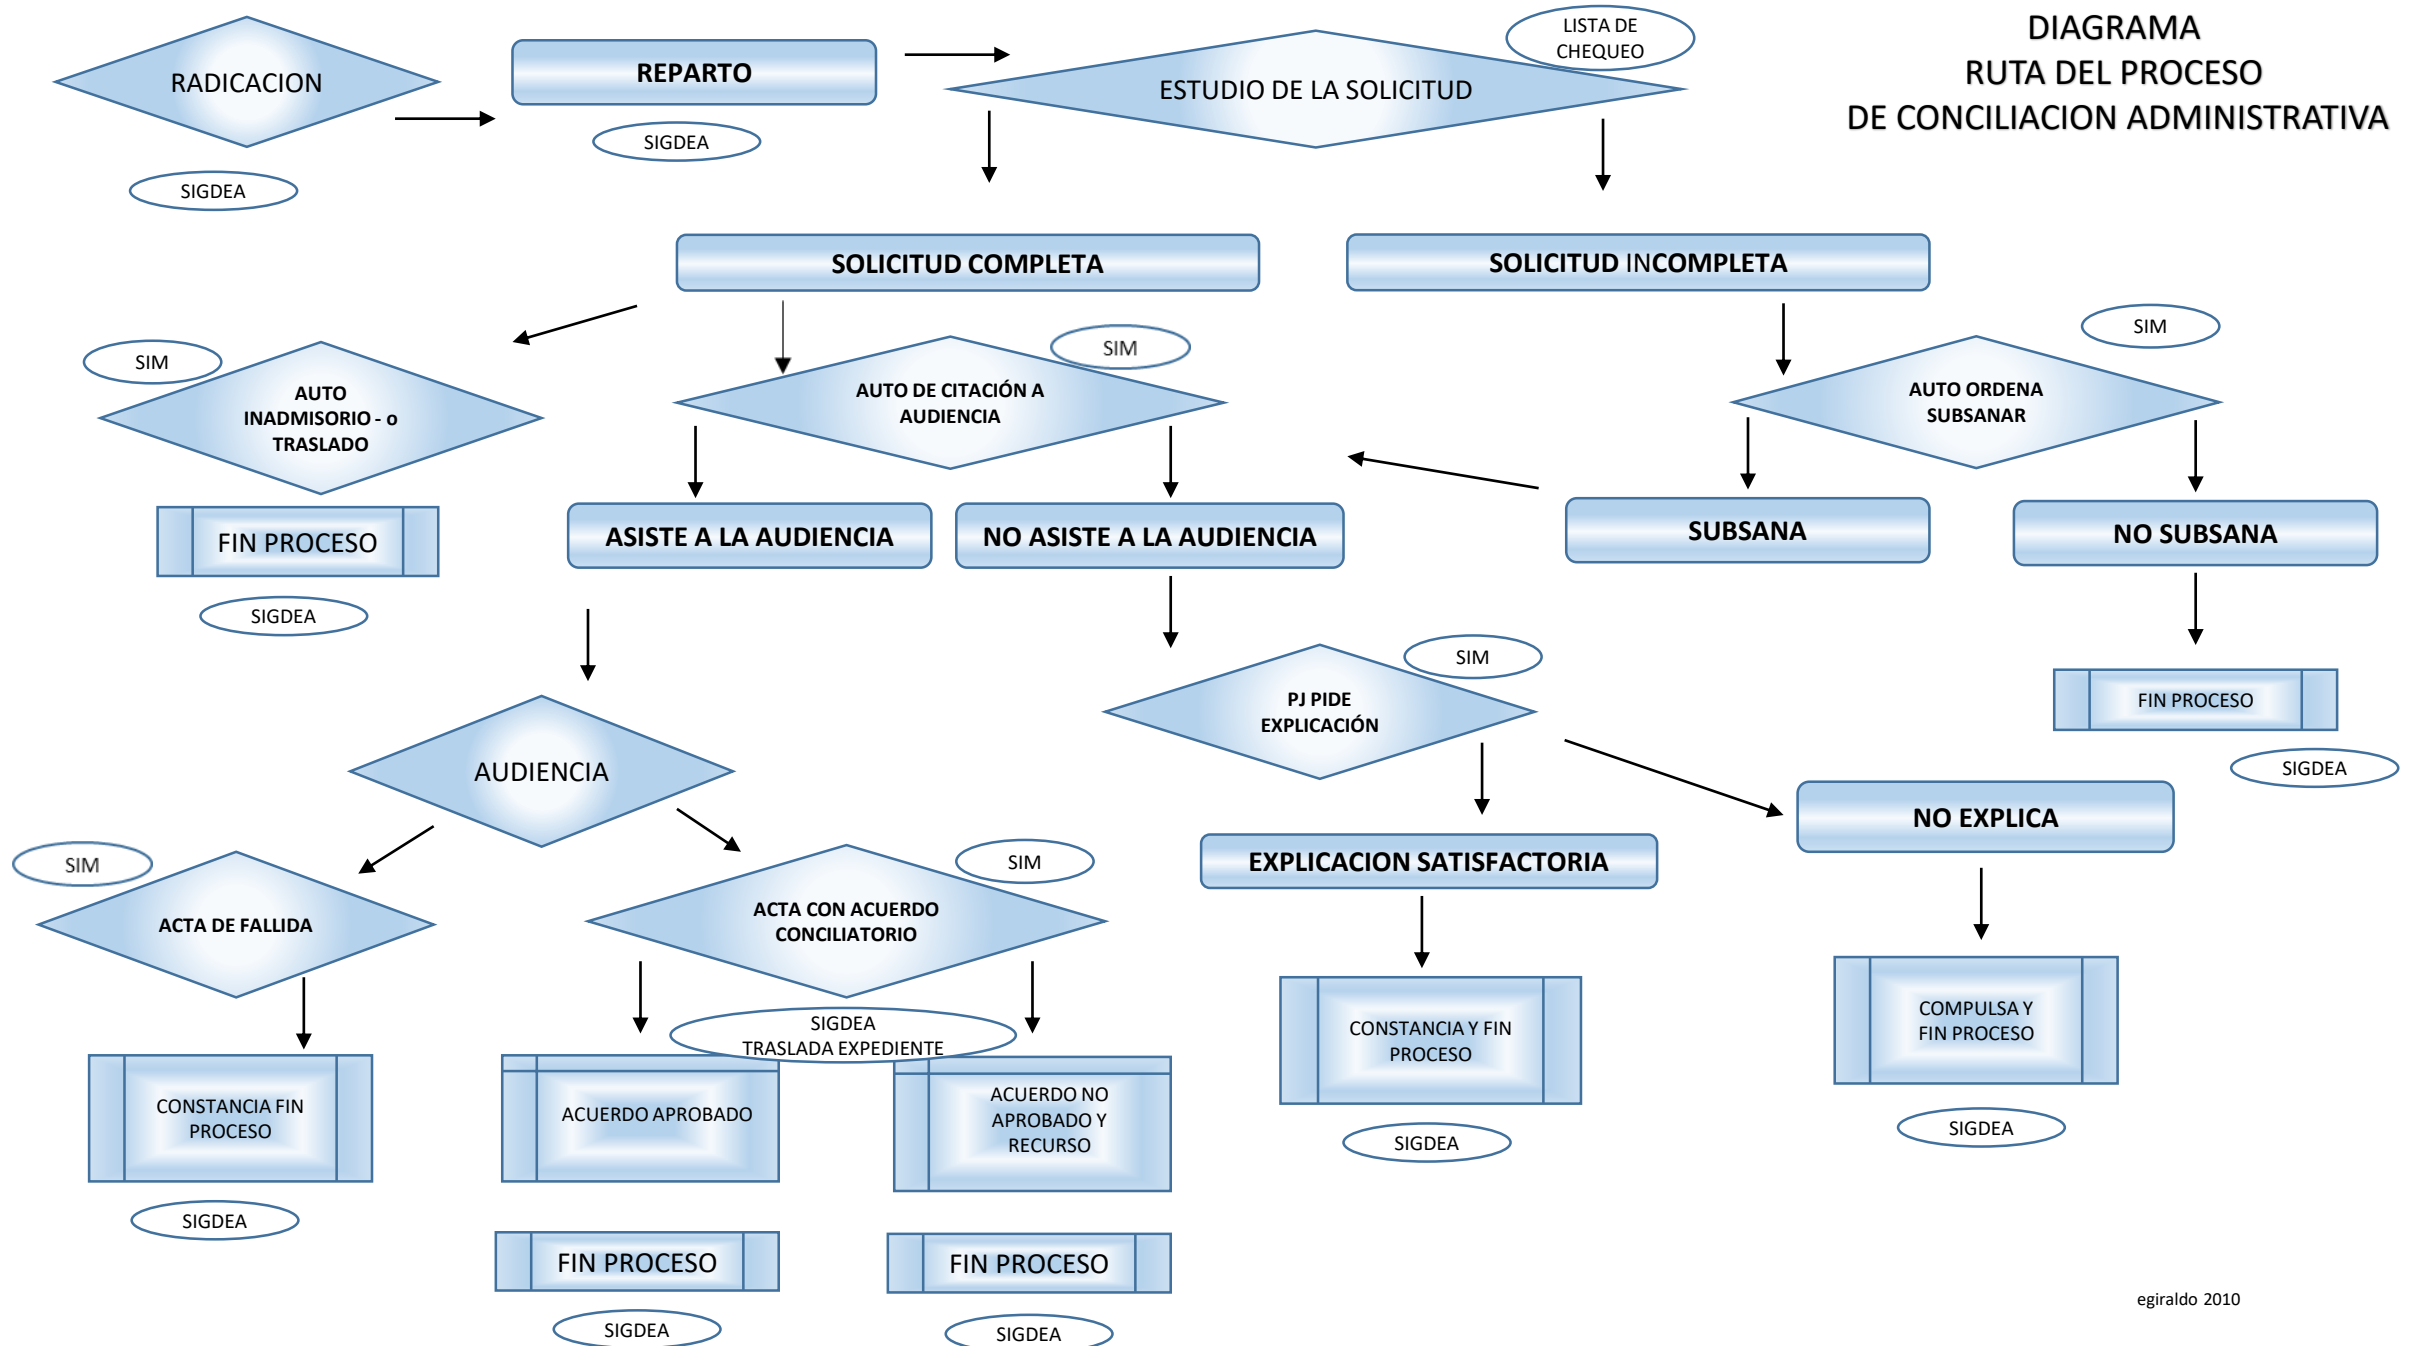 DIAGRAMA
RUTA DEL PROCESO
DE CONCILIACION ADMINISTRATIVA
RADICACION
SIGDEA
REPARTO
SIGDEA
LISTA DE
CHEQUEO
ESTUDIO DE LA SOLICITUD
SOLICITUD COMPLETA
SOLICITUD INCOMPLETA
SIM
AUTO
INADMISORIO - o
TRASLADO
SIM
AUTO DE CITACIÓN A
AUDIENCIA
SIM
AUTO ORDENA
SUBSANAR
FIN PROCESO
SIGDEA
ASISTE A LA AUDIENCIA
NO ASISTE A LA AUDIENCIA
SUBSANA
NO SUBSANA
SIM
PJ PIDE
EXPLICACIÓN
FIN PROCESO
SIGDEA
AUDIENCIA
NO EXPLICA
EXPLICACION SATISFACTORIA
SIM
ACTA DE FALLIDA
SIM
ACTA CON ACUERDO
CONCILIATORIO
SIGDEA
TRASLADA EXPEDIENTE
CONSTANCIA Y FIN
PROCESO
SIGDEA
COMPULSA Y
FIN PROCESO
SIGDEA
CONSTANCIA FIN
PROCESO
SIGDEA
ACUERDO APROBADO
ACUERDO NO
APROBADO Y
RECURSO
FIN PROCESO
SIGDEA
FIN PROCESO
SIGDEA
egiraldo 2010